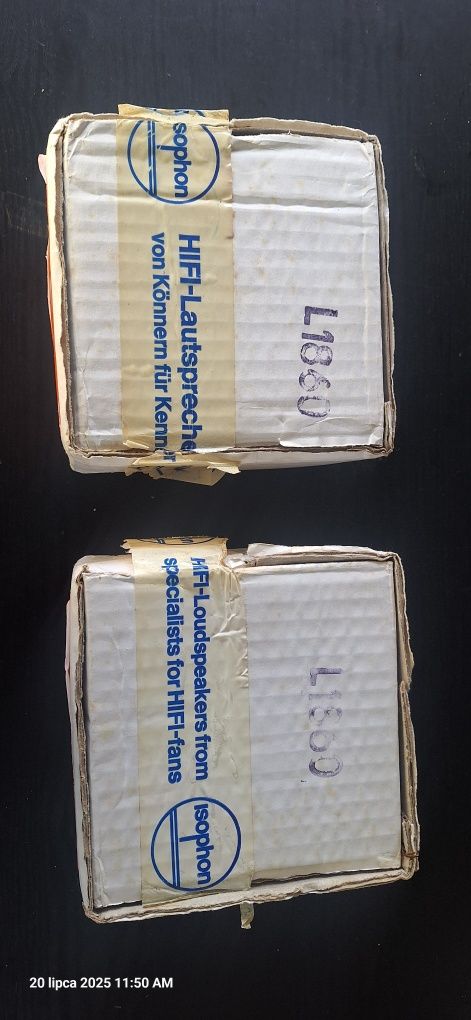 isophon
HIFI-Lautspreche
von Könnern für Kenner
L1860
HIFI-Loudspeakers from
specialists for HIFI-fans
isophon
L1860
20 lipca 2025 11:50 AM